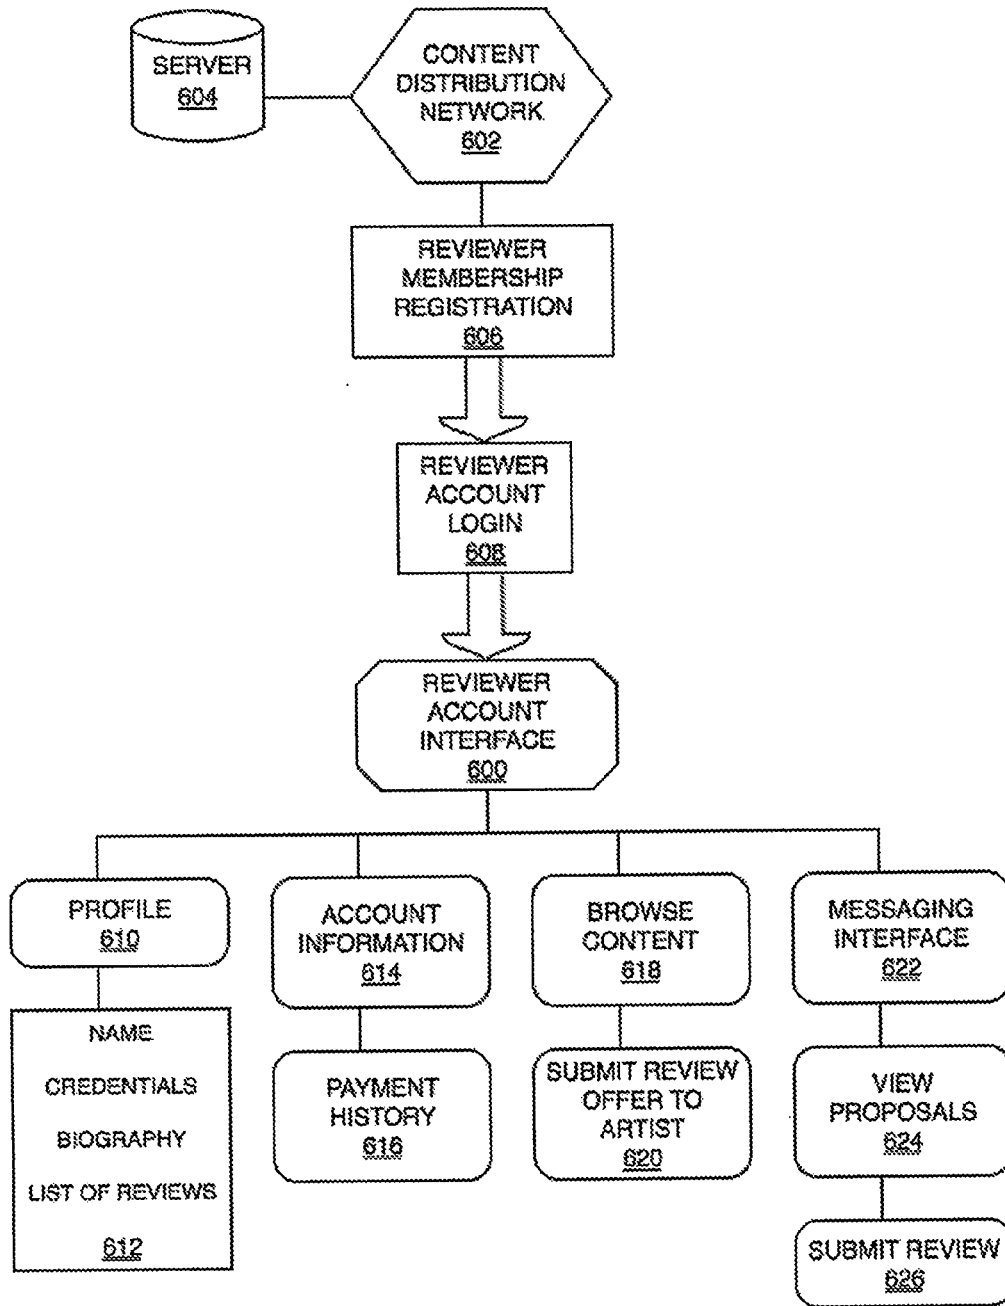 SERVER
604
CONTENT
DISTRIBUTION
NETWORK
602
REVIEWER
MEMBERSHIP
REGISTRATION
606
REVIEWER
ACCOUNT
LOGIN
608
REVIEWER
ACCOUNT
INTERFACE
600
PROFILE
610
NAME
CREDENTIALS
BIOGRAPHY
LIST OF REVIEWS
612
ACCOUNT
INFORMATION
614
PAYMENT
HISTORY
616
BROWSE
CONTENT
618
SUBMIT REVIEW
OFFER TO
ARTIST
620
MESSAGING
INTERFACE
622
VIEW
PROPOSALS
624
SUBMIT REVIEW
626